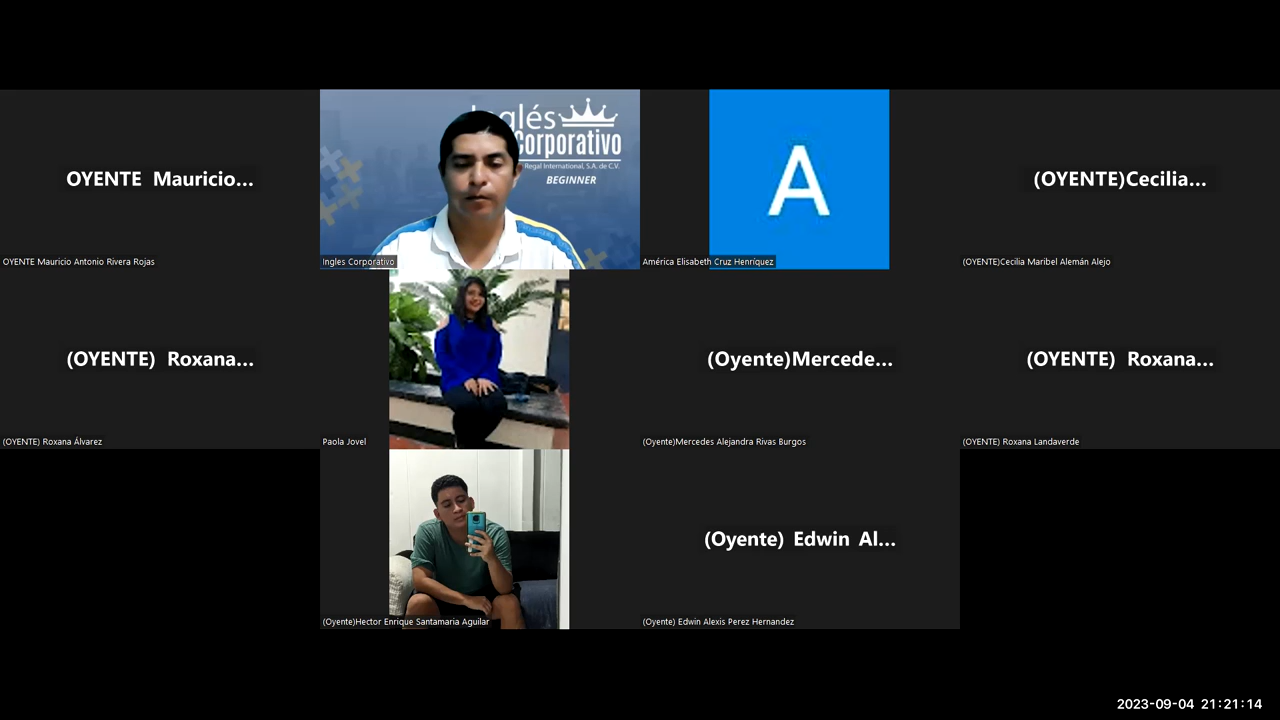 OYENTE Mauricio...
OYENTE Mauricio Antonio Rivera Rojas
Inglés
Corporativo
Regal International, S.A. de C.V.
BEGINNER
Ingles Corporativo
A
América Elisabeth Cruz Henríquez
(OYENTE)Cecilia...
(OYENTE)Cecilia Maribel Alemán Alejo
(OYENTE) Roxana...
(OYENTE) Roxana Álvarez
Paola Jovel
(Oyente)Mercede...
(Oyente)Mercedes Alejandra Rivas Burgos
(OYENTE) Roxana...
(OYENTE) Roxana Landaverde
(Oyente)Hector Enrique Santamaria Aguilar
(Oyente) Edwin Al...
(Oyente) Edwin Alexis Perez Hernandez
2023-09-04 21:21:14